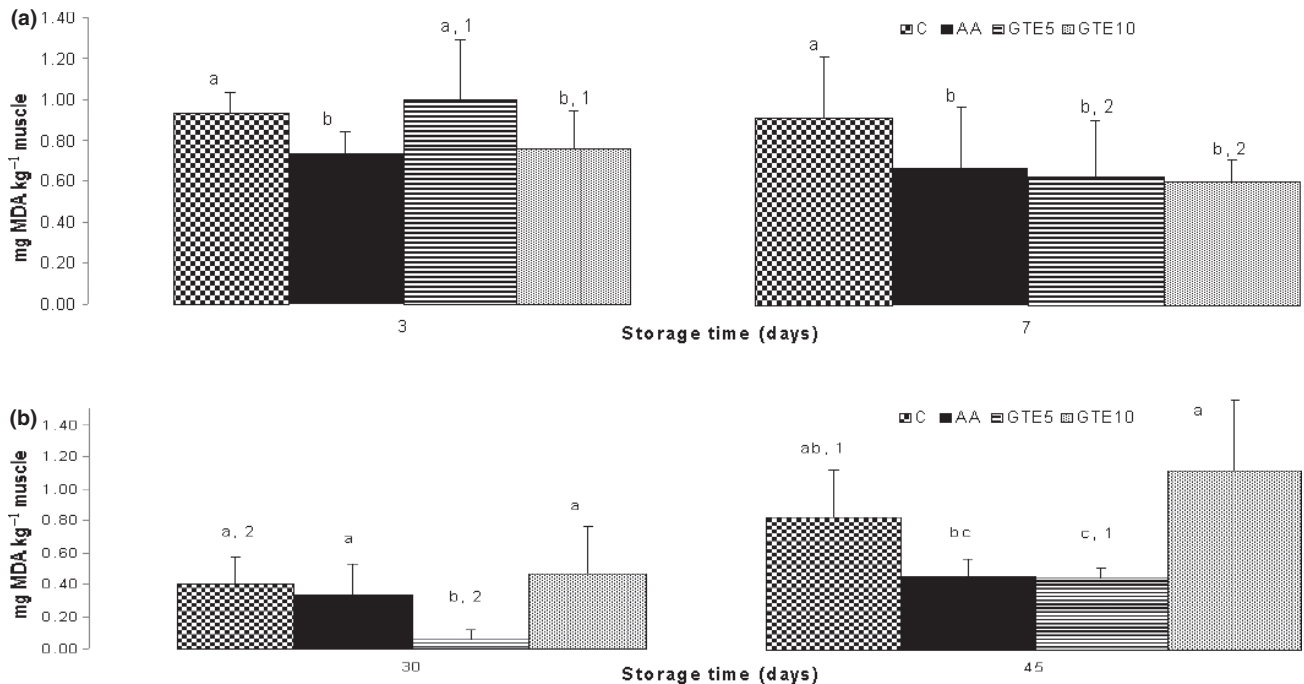 (a)
1.40
1.20
1.00
0.80
0.60
0.40
0.20
0.00
mg MDA kg⁻¹ muscle
C AA GTE5 GTE10
a
b
a, 1
b, 1
a
b
b, 2
b, 2
3
7
Storage time (days)
(b)
1.40
1.20
1.00
0.80
0.60
0.40
0.20
0.00
mg MDA kg⁻¹ muscle
C AA GTE5 GTE10
a, 2
a
b, 2
a
ab, 1
bc
c, 1
a
30
45
Storage time (days)